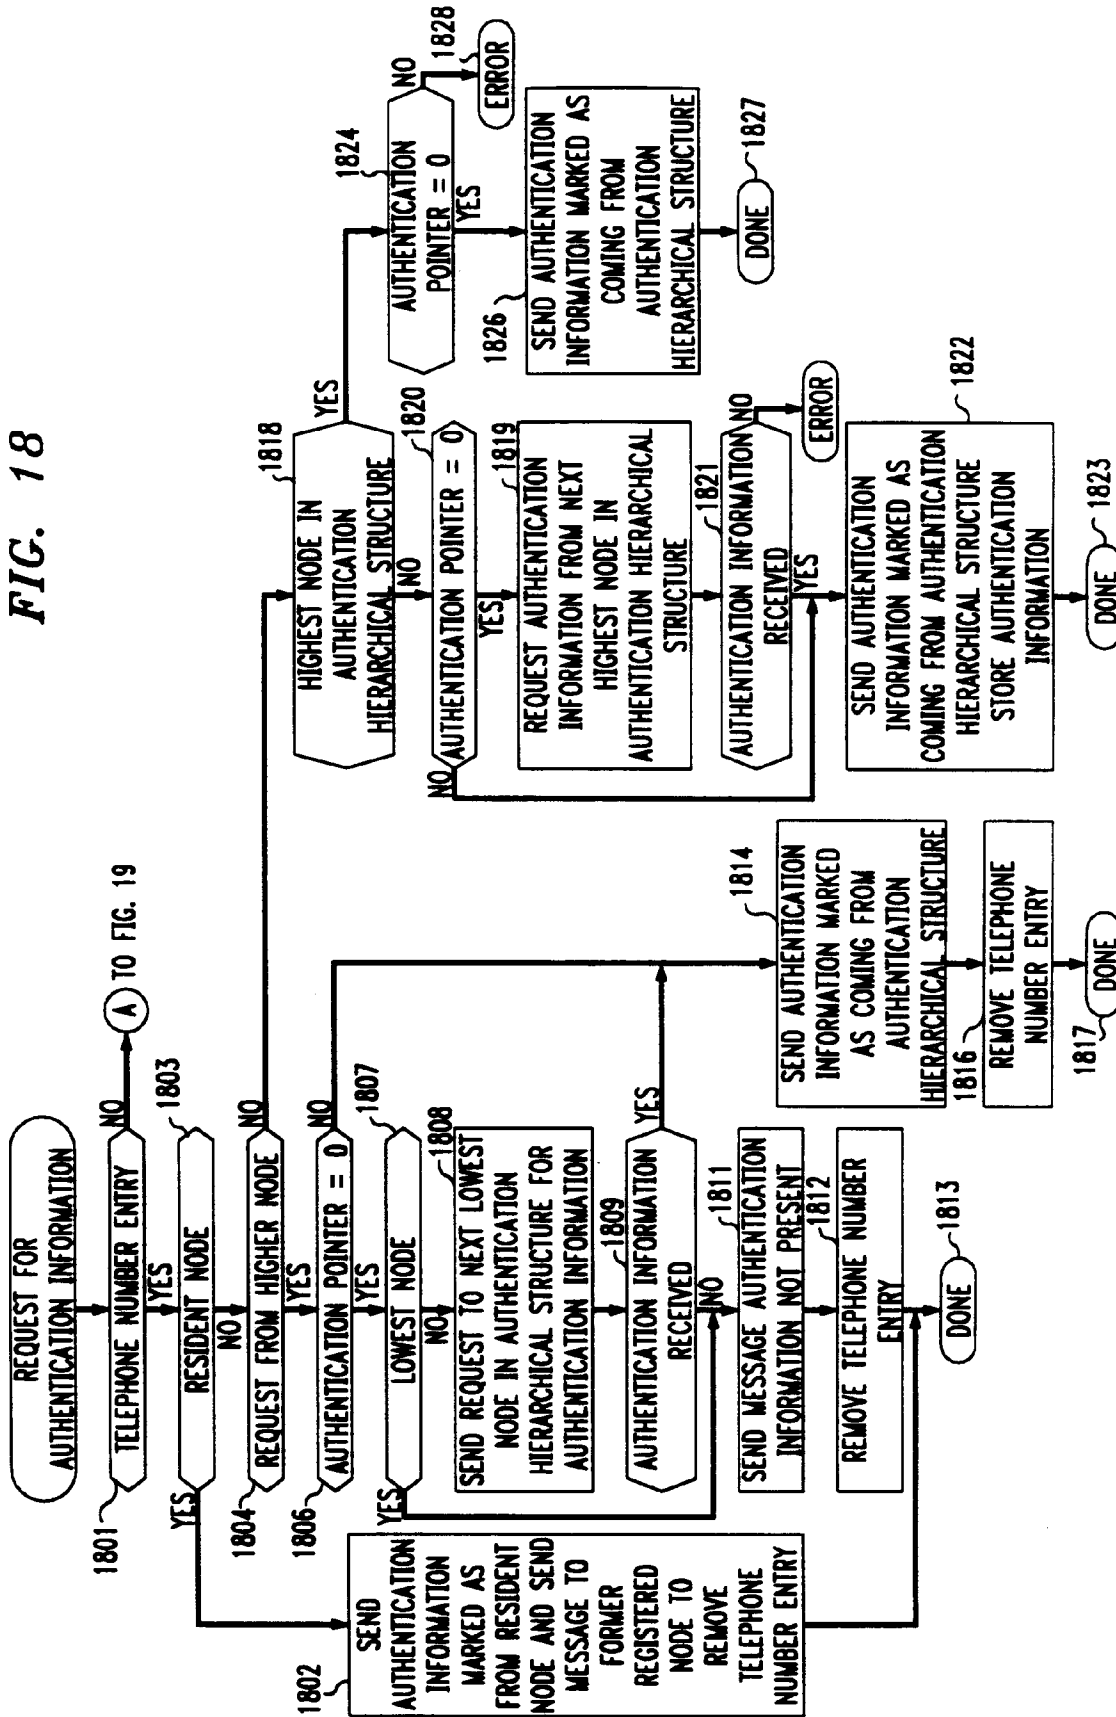 FIG. 18
REQUEST FOR
AUTHENTICATION INFORMATION
1801
TELEPHONE NUMBER ENTRY
NO
A TO FIG. 19
YES
1803
RESIDENT NODE
YES
NO
1802
SEND
AUTHENTICATION
INFORMATION
MARKED AS
FROM RESIDENT
NODE AND SEND
MESSAGE TO
FORMER
REGISTERED
NODE TO
REMOVE
TELEPHONE
NUMBER ENTRY
1804
REQUEST FROM HIGHER NODE
NO
YES
1806
AUTHENTICATION POINTER = 0
NO
YES
1807
LOWEST NODE
YES
NO
1808
SEND REQUEST TO NEXT LOWEST
NODE IN AUTHENTICATION
HIERARCHICAL STRUCTURE FOR
AUTHENTICATION INFORMATION
1809
AUTHENTICATION INFORMATION
RECEIVED
YES
NO
1811
SEND MESSAGE AUTHENTICATION
INFORMATION NOT PRESENT
1812
REMOVE TELEPHONE NUMBER
ENTRY
DONE
1813
1814
SEND AUTHENTICATION
INFORMATION MARKED
AS COMING FROM
AUTHENTICATION
HIERARCHICAL STRUCTURE
1816
REMOVE TELEPHONE
NUMBER ENTRY
1817
DONE
1818
HIGHEST NODE IN
AUTHENTICATION
HIERARCHICAL STRUCTURE
YES
NO
1820
AUTHENTICATION POINTER = 0
NO
YES
1819
REQUEST AUTHENTICATION
INFORMATION FROM NEXT
HIGHEST NODE IN
AUTHENTICATION HIERARCHICAL
STRUCTURE
1821
AUTHENTICATION INFORMATION
RECEIVED
NO
ERROR
YES
SEND AUTHENTICATION
INFORMATION MARKED AS
COMING FROM AUTHENTICATION
HIERARCHICAL STRUCTURE
STORE AUTHENTICATION
INFORMATION
1822
DONE
1823
1824
AUTHENTICATION
POINTER = 0
NO
1828
ERROR
YES
1826
SEND AUTHENTICATION
INFORMATION MARKED AS
COMING FROM
AUTHENTICATION
HIERARCHICAL STRUCTURE
DONE
1827